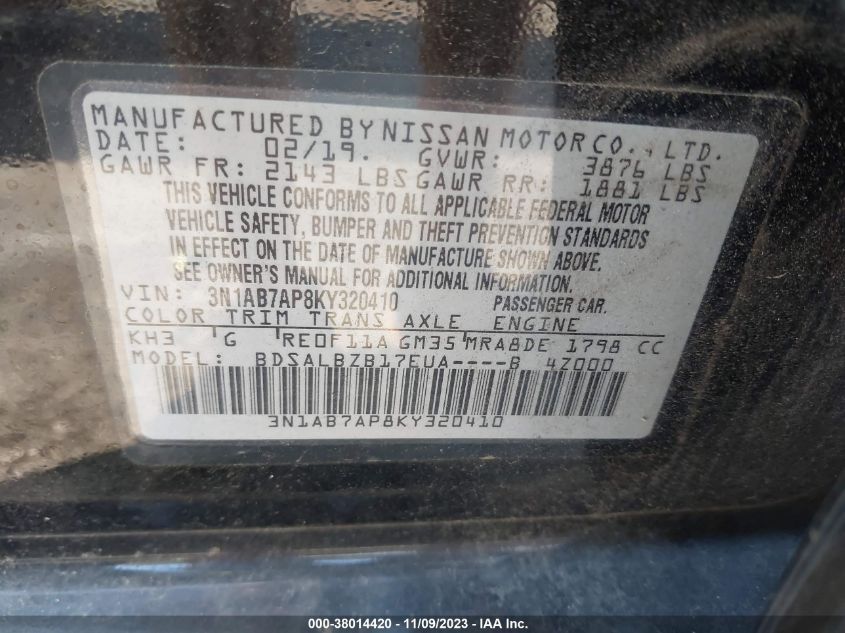 MANUFACTURED BY NISSAN MOTOR CO., LTD.
DATE: 02/19. GVWR: 3876 LBS
GAWR FR: 2143 LBS GAWR RR: 1881 LBS
THIS VEHICLE CONFORMS TO ALL APPLICABLE FEDERAL MOTOR
VEHICLE SAFETY, BUMPER AND THEFT PREVENTION STANDARDS
IN EFFECT ON THE DATE OF MANUFACTURE SHOWN ABOVE.
SEE OWNER'S MANUAL FOR ADDITIONAL INFORMATION.
VIN: 3N1AB7AP8KY320410 PASSENGER CAR.
COLOR TRIM TRANS AXLE ENGINE
KH3 'G 'RE0F11A GM35 'MRA8DE 1798 CC
MODEL: BDSALBZB17EUA----B 4Z000
3N1AB7AP8KY320410
000-38014420 - 11/09/2023 - IAAI.COM